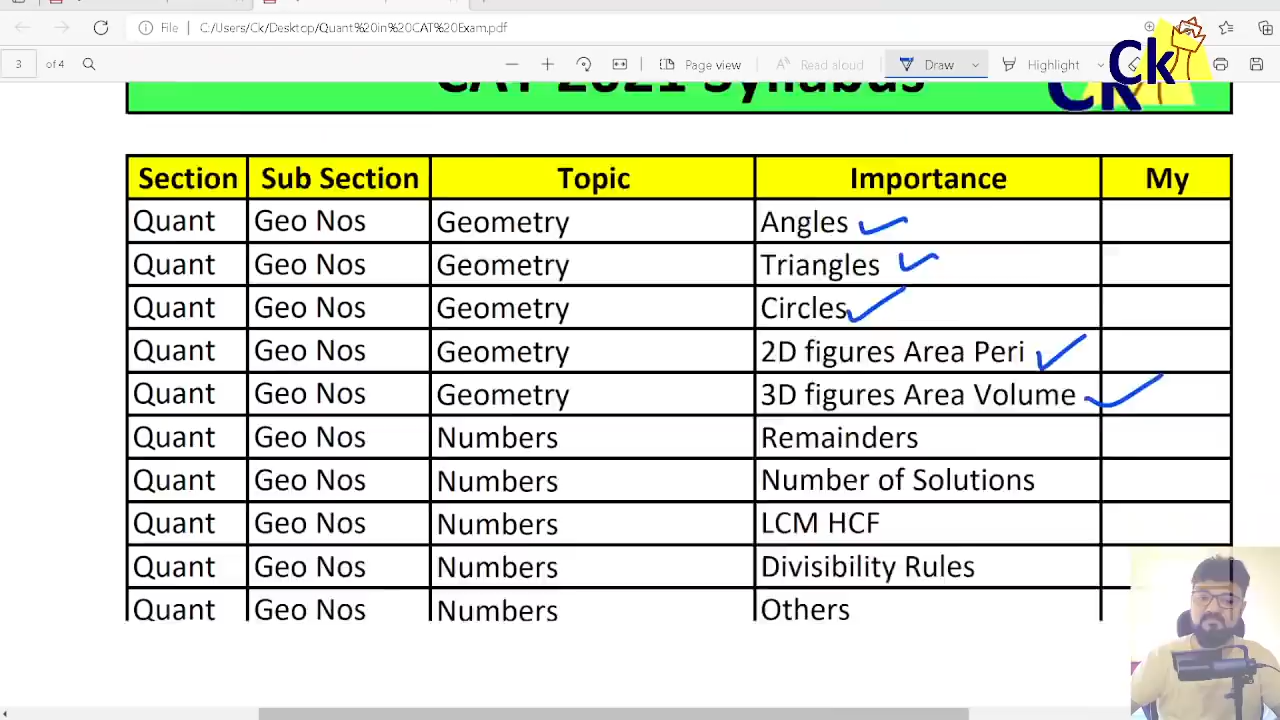 File C:/Users/Ck/Desktop/Quant%20in%20CAT%20Exam.pdf
3 of 4 Page view Read aloud Draw Highlight
Ck
CAT 2021 Syllabus CK
Section Sub Section Topic Importance My
Quant Geo Nos Geometry Angles
Quant Geo Nos Geometry Triangles
Quant Geo Nos Geometry Circles
Quant Geo Nos Geometry 2D figures Area Peri
Quant Geo Nos Geometry 3D figures Area Volume
Quant Geo Nos Numbers Remainders
Quant Geo Nos Numbers Number of Solutions
Quant Geo Nos Numbers LCM HCF
Quant Geo Nos Numbers Divisibility Rules
Quant Geo Nos Numbers Others